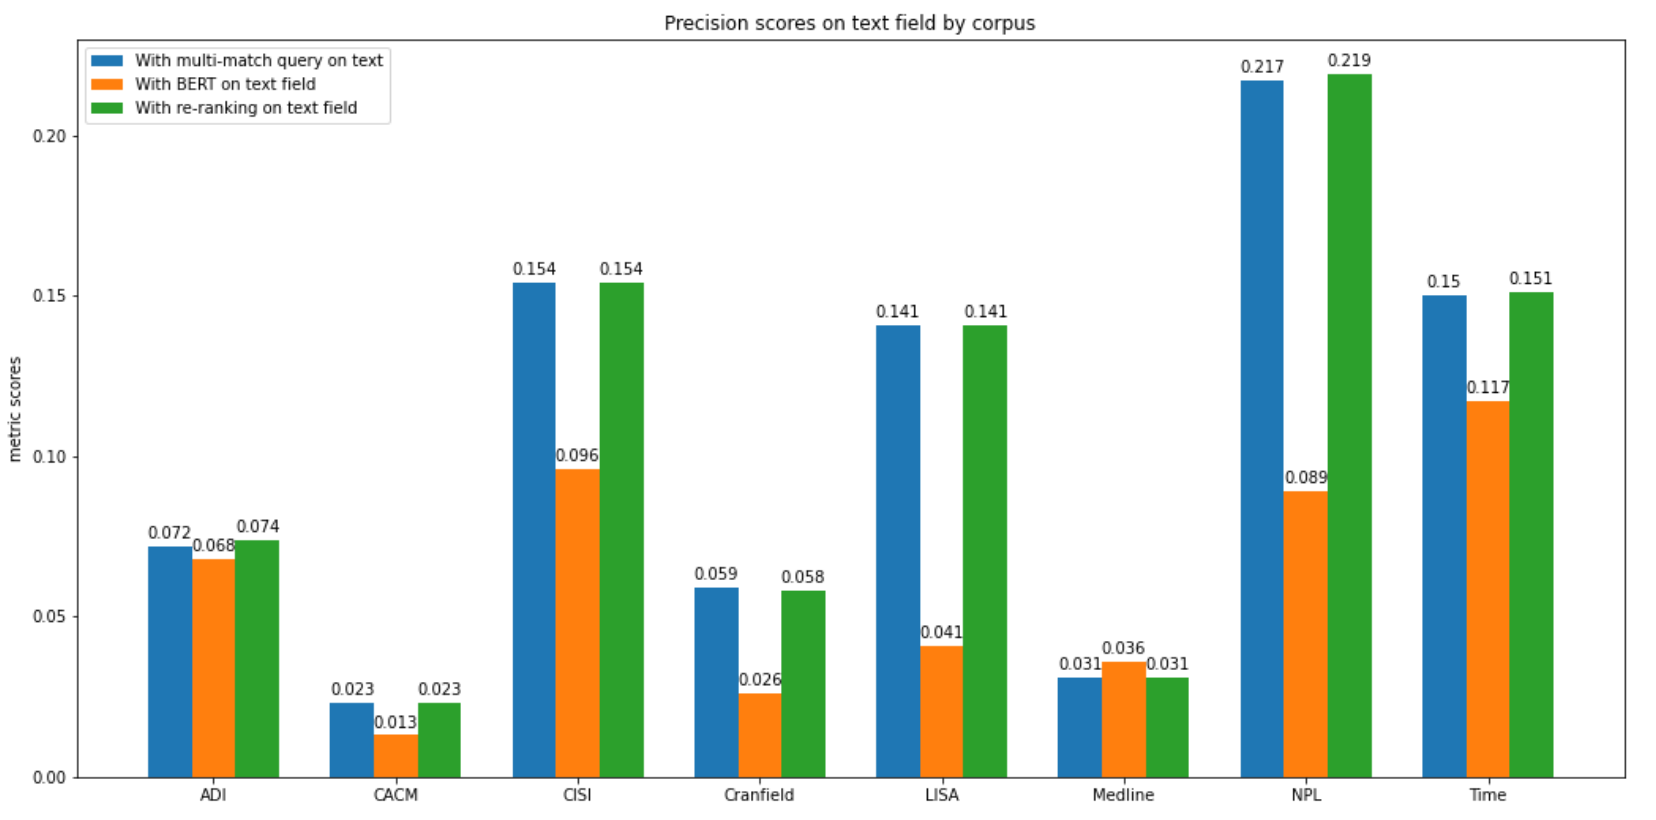 Precision scores on text field by corpus
With multi-match query on text
With BERT on text field
With re-ranking on text field
metric scores
0.20
0.15
0.10
0.05
0.00
0.072
0.068
0.074
0.023
0.013
0.023
0.154
0.096
0.154
0.059
0.026
0.058
0.141
0.041
0.141
0.031
0.036
0.031
0.217
0.089
0.219
0.15
0.117
0.151
ADI
CACM
CISI
Cranfield
LISA
Medline
NPL
Time